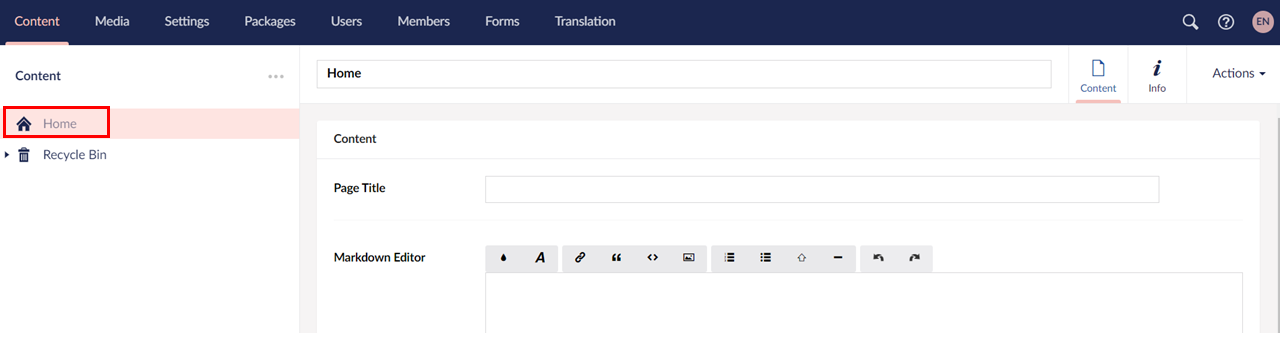 Content Media Settings Packages Users Members Forms Translation EN
Content
Home
Recycle Bin
Home
Content Info Actions
Content
Page Title
Markdown Editor